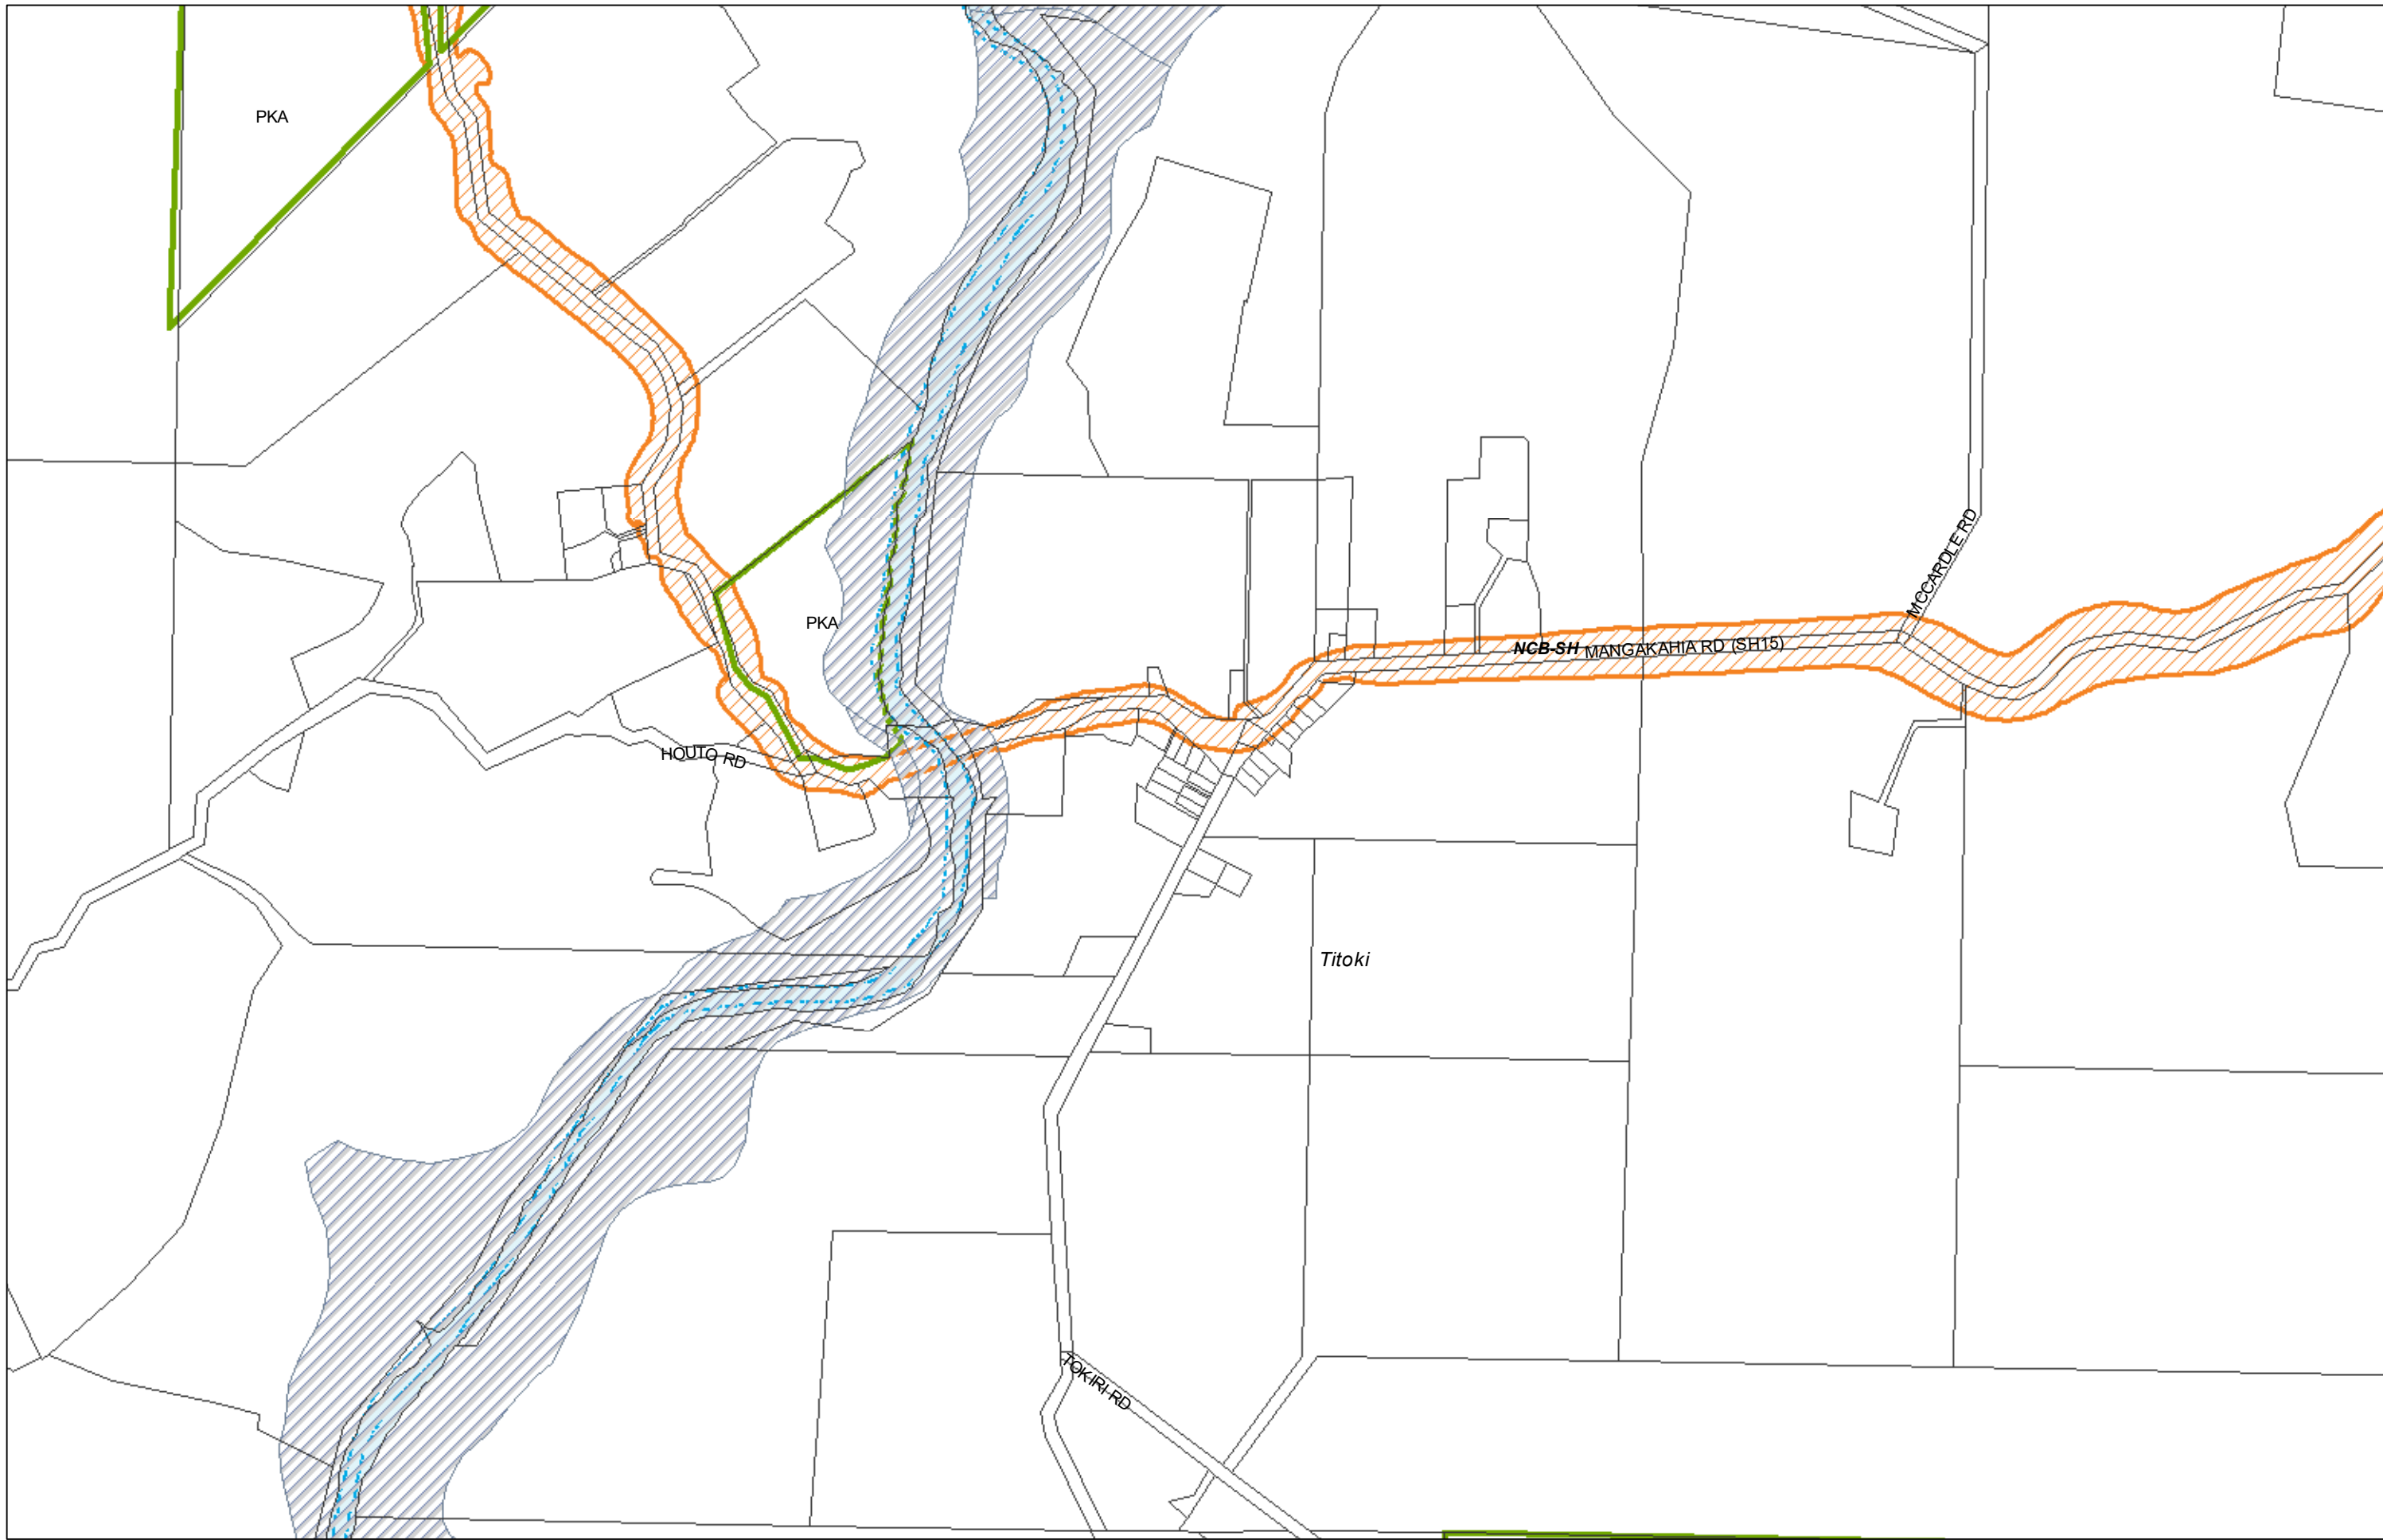 PKA
MCCARDLE RD
PKA
NCB-SH MANGAKAHIA RD (SH15)
HOUTO RD
Titoki
TOKIRI RD